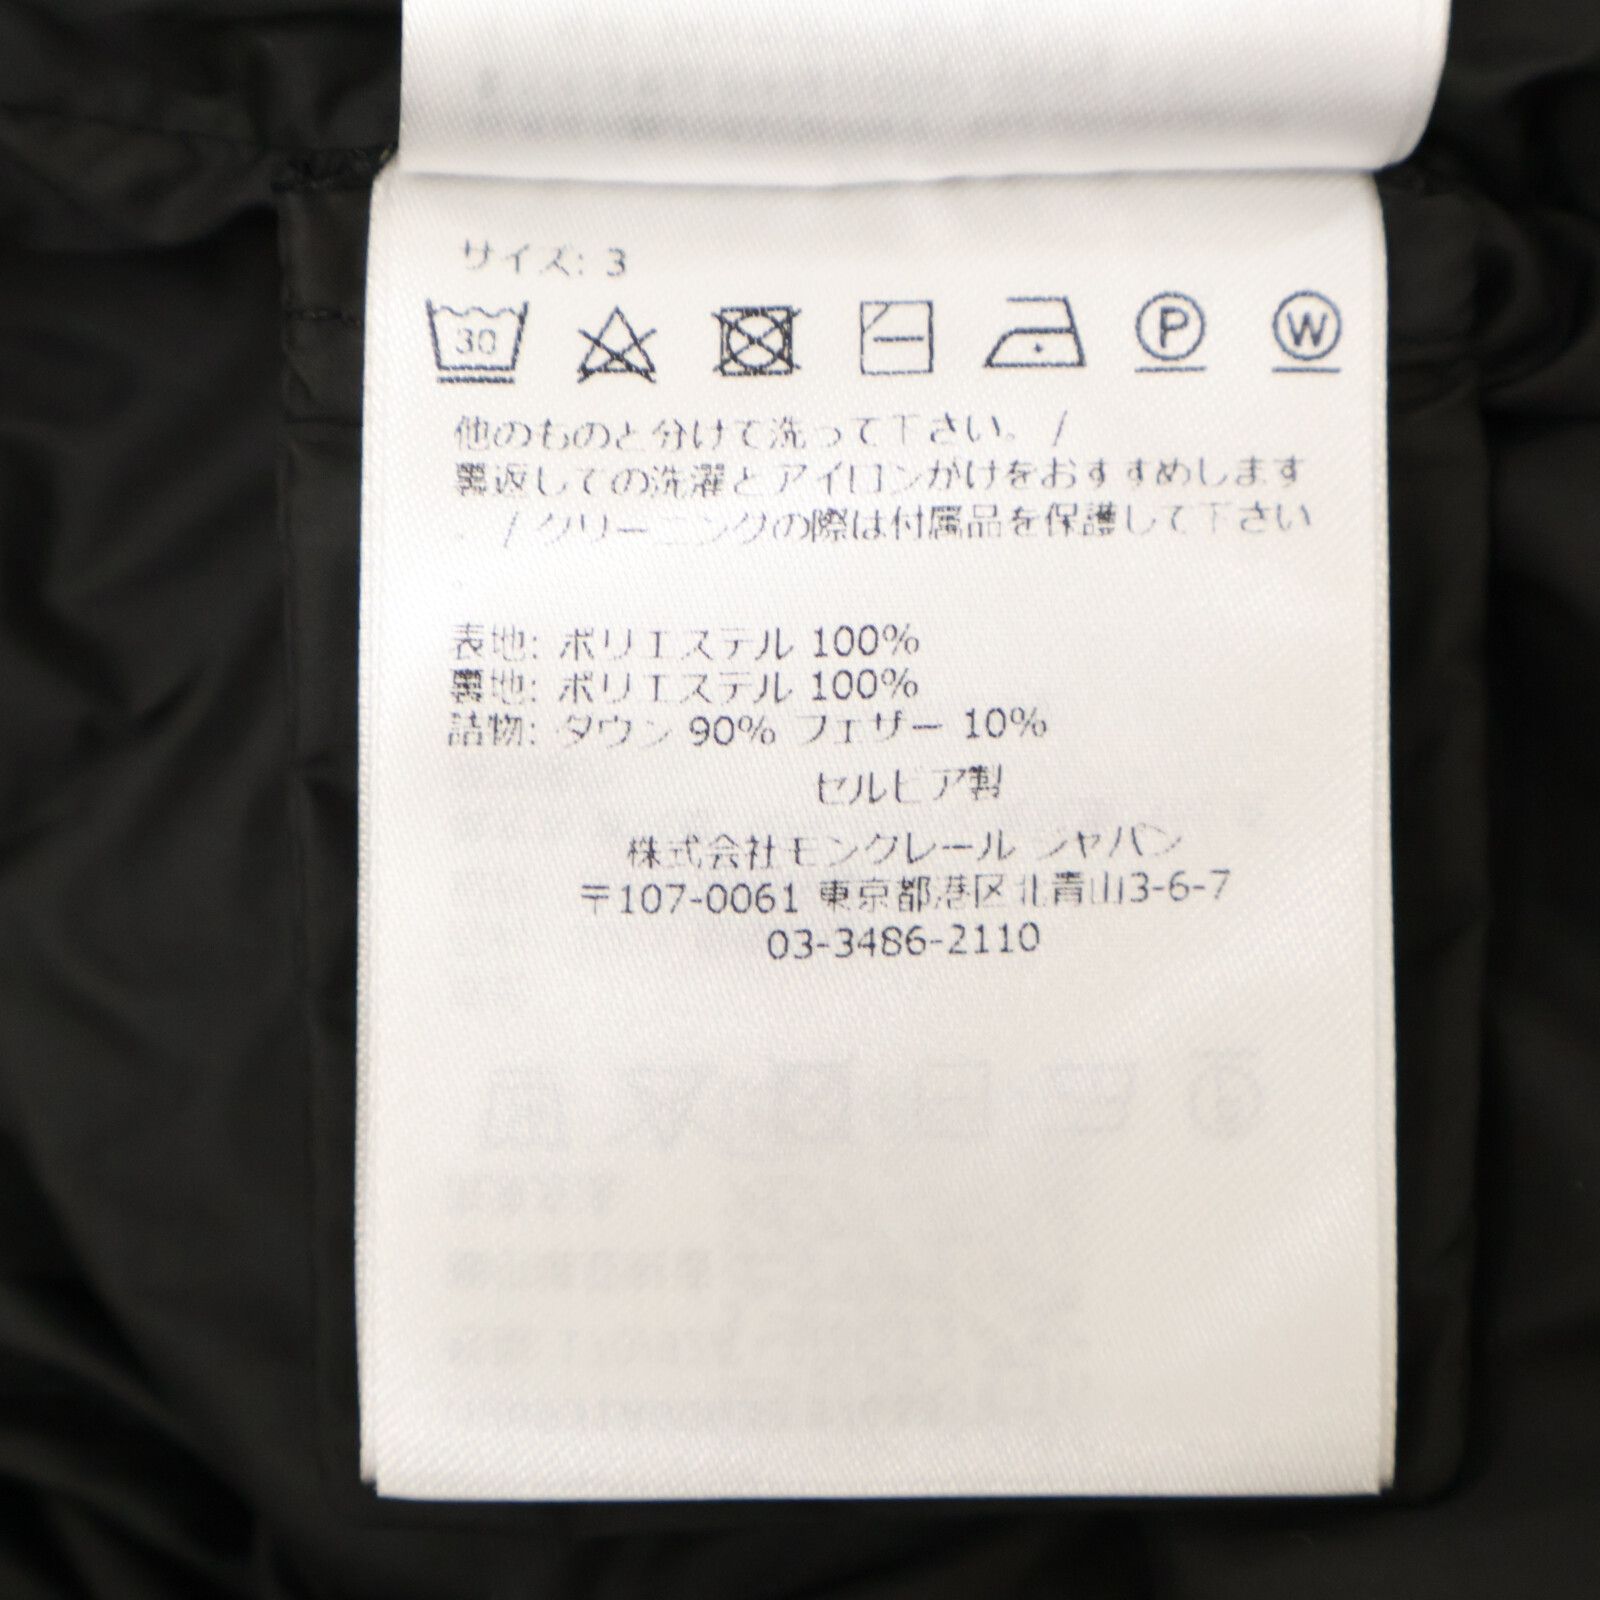 サイズ: 3
30 P W
他のものと分けて洗って下さい。 /
裏返しての洗濯とアイロンがけをおすすめします
。 / クリーニングの際は付属品を保護して下さい
。
表地: ポリエステル 100%
裏地: ポリエステル 100%
詰物: ダウン 90% フェザー 10%
セルビア製
株式会社モンクレール ジャパン
〒107-0061 東京都港区北青山3-6-7
03-3486-2110